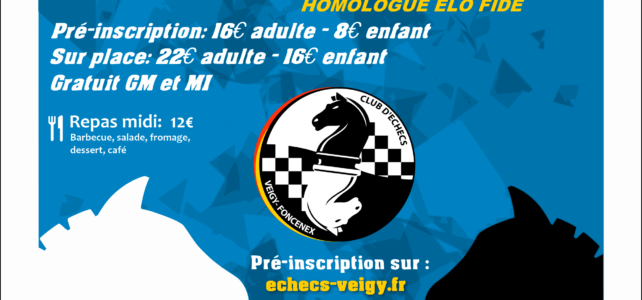 HOMOLOGUÉ ELO FIDE
Pré-inscription: 16€ adulte - 8€ enfant
Sur place: 22€ adulte - 16€ enfant
Gratuit GM et MI
Repas midi: 12€
Barbecue, salade, fromage,
dessert, café
CLUB D'ECHECS
VEIGY-FONCENEX
Pré-inscription sur :
echecs-veigy.fr